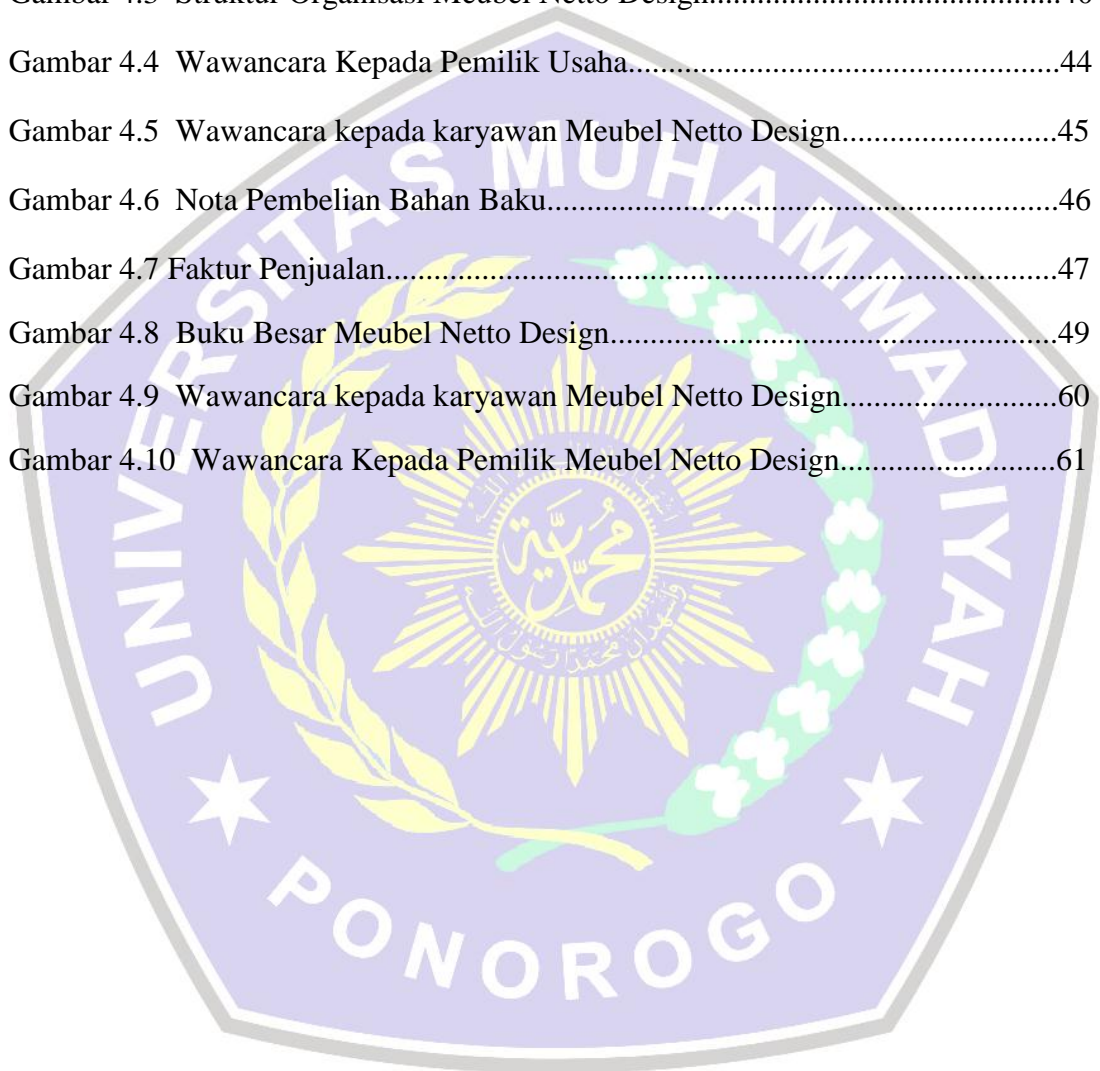 Gambar 4.4  Wawancara Kepada Pemilik Usaha............................................................44
Gambar 4.5  Wawancara kepada karyawan Meubel Netto Design.......................45
Gambar 4.6  Nota Pembelian Bahan Baku.................................................................46
Gambar 4.7 Faktur Penjualan.....................................................................................47
Gambar 4.8  Buku Besar Meubel Netto Design.........................................................49
Gambar 4.9  Wawancara kepada karyawan Meubel Netto Design.......................60
Gambar 4.10  Wawancara Kepada Pemilik Meubel Netto Design.......................61
UNIVERSITAS MUHAMMADIYAH
PONOROGO
محمدية